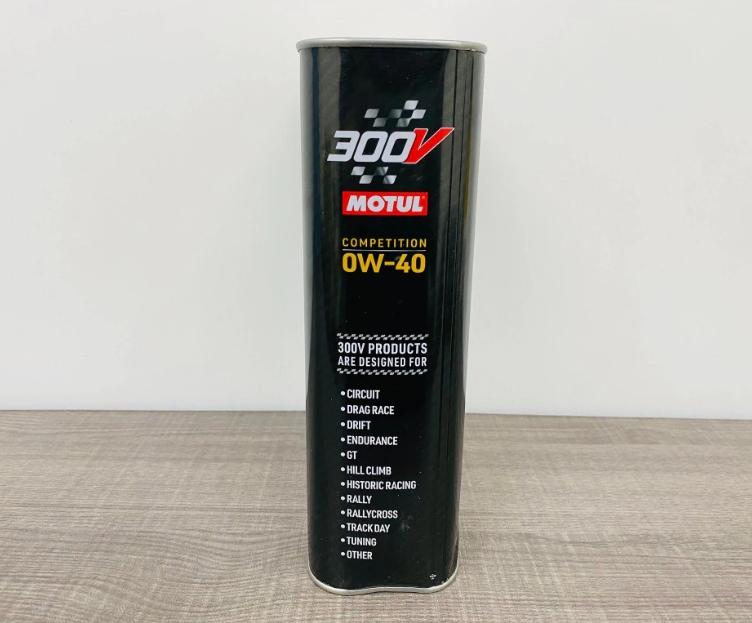 300V
MOTUL
COMPETITION
0W-40
300V PRODUCTS
ARE DESIGNED FOR
• CIRCUIT
• DRAG RACE
• DRIFT
• ENDURANCE
• GT
• HILL CLIMB
• HISTORIC RACING
• RALLY
• RALLYCROSS
• TRACK DAY
• TUNING
• OTHER